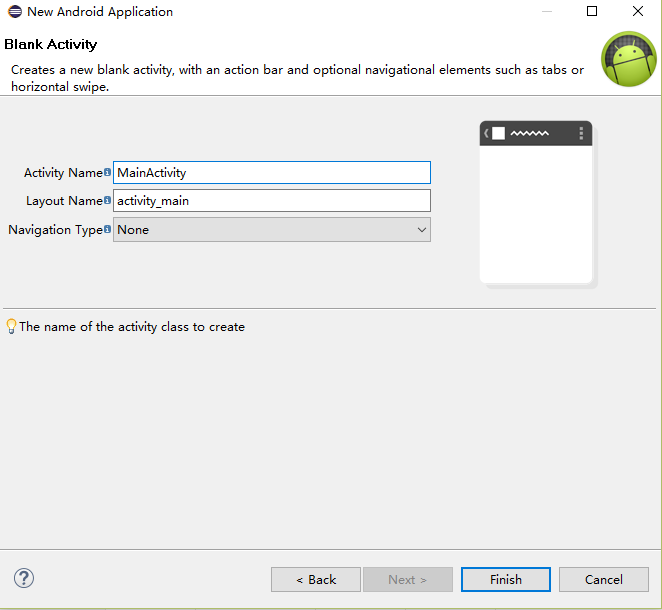 New Android Application
Blank Activity
Creates a new blank activity, with an action bar and optional navigational elements such as tabs or
horizontal swipe.
Activity Name MainActivity
Layout Name activity_main
Navigation Type None
The name of the activity class to create
< Back Next > Finish Cancel